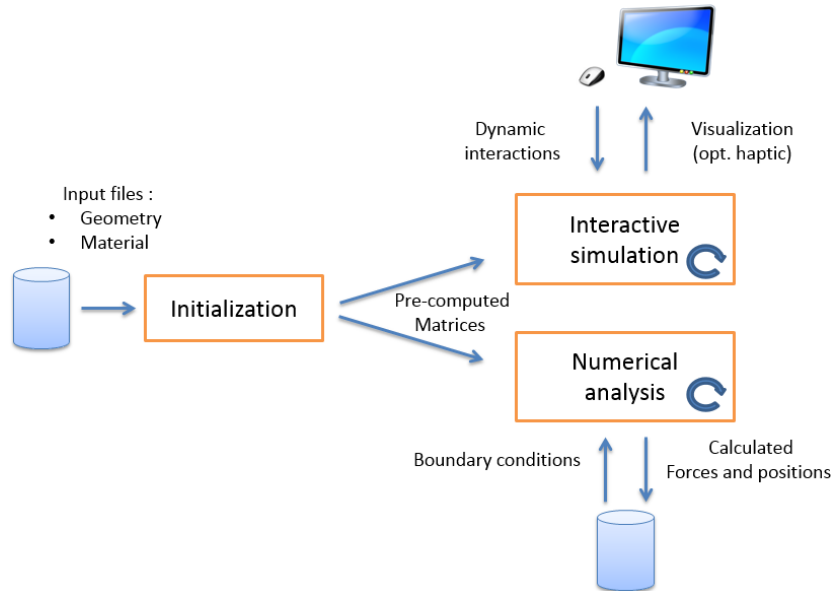 Dynamic
interactions
Visualization
(opt. haptic)
Input files :
• Geometry
• Material
Interactive
simulation
Initialization
Pre-computed
Matrices
Numerical
analysis
Boundary conditions
Calculated
Forces and positions